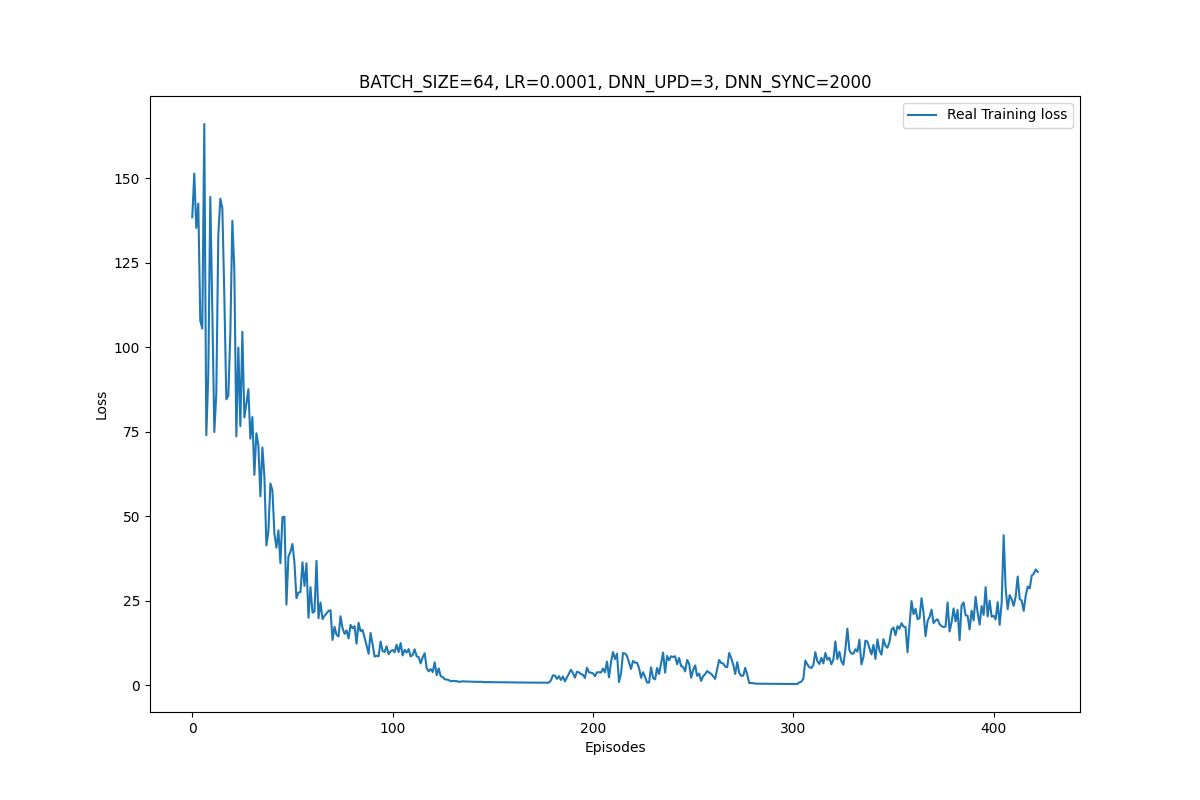 BATCH_SIZE=64, LR=0.0001, DNN_UPD=3, DNN_SYNC=2000
Real Training loss
150
125
100
75
50
25
0
Loss
0 100 200 300 400
Episodes